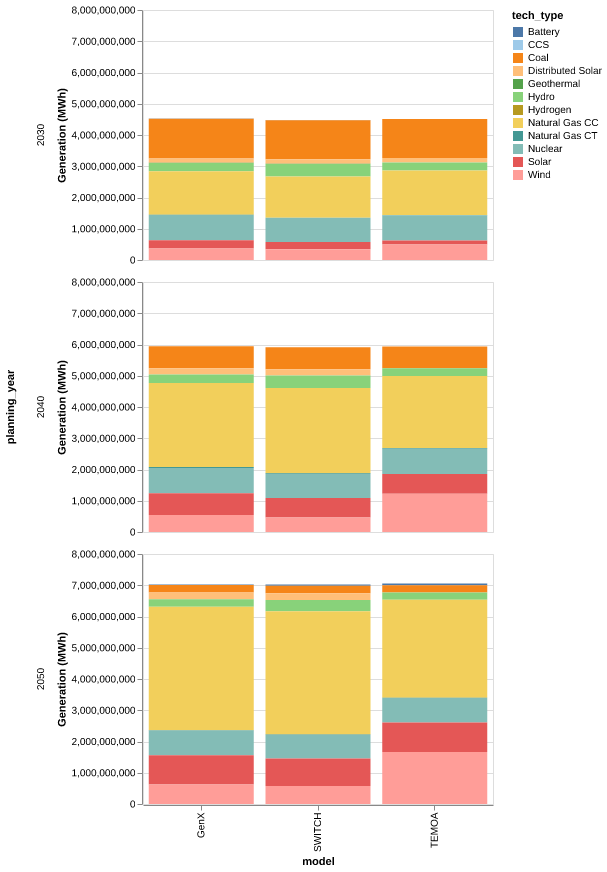 tech_type
Battery
CCS
Coal
Distributed Solar
Geothermal
Hydro
Hydrogen
Natural Gas CC
Natural Gas CT
Nuclear
Solar
Wind
planning_year
2030
Generation (MWh)
8,000,000,000
7,000,000,000
6,000,000,000
5,000,000,000
4,000,000,000
3,000,000,000
2,000,000,000
1,000,000,000
0
2040
Generation (MWh)
8,000,000,000
7,000,000,000
6,000,000,000
5,000,000,000
4,000,000,000
3,000,000,000
2,000,000,000
1,000,000,000
0
2050
Generation (MWh)
8,000,000,000
7,000,000,000
6,000,000,000
5,000,000,000
4,000,000,000
3,000,000,000
2,000,000,000
1,000,000,000
0
GenX
SWITCH
TEMOA
model